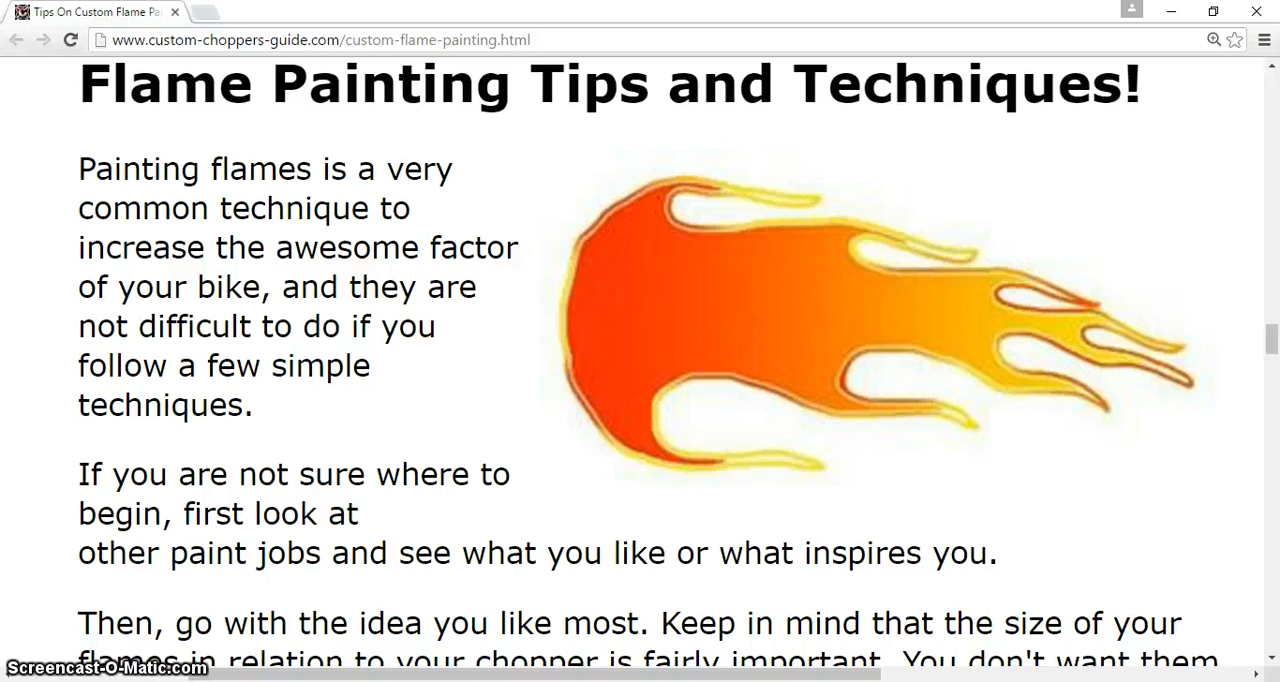 Tips On Custom Flame Pa
www.custom-choppers-guide.com/custom-flame-painting.html
Flame Painting Tips and Techniques!
Painting flames is a very
common technique to
increase the awesome factor
of your bike, and they are
not difficult to do if you
follow a few simple
techniques.
If you are not sure where to
begin, first look at
other paint jobs and see what you like or what inspires you.
Then, go with the idea you like most. Keep in mind that the size of your
flames in relation to your chopper is fairly important. You don't want them
Screencast-O-Matic.com